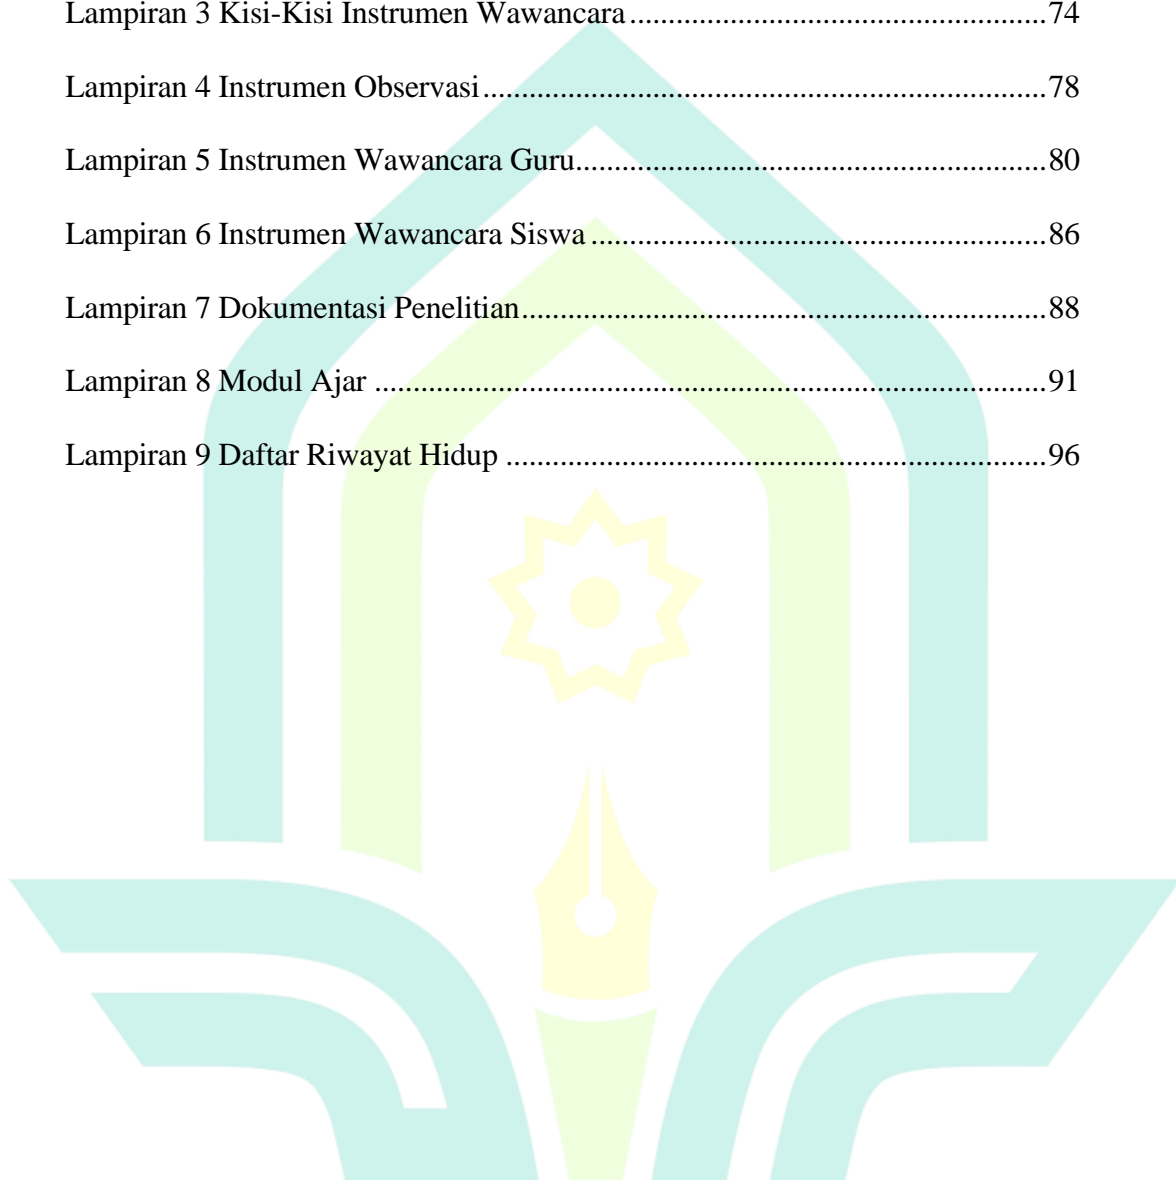 Lampiran 3 Kisi-Kisi Instrumen Wawancara....................................................74
Lampiran 4 Instrumen Observasi......................................................................78
Lampiran 5 Instrumen Wawancara Guru...........................................................80
Lampiran 6 Instrumen Wawancara Siswa.........................................................86
Lampiran 7 Dokumentasi Penelitian.................................................................88
Lampiran 8 Modul Ajar ...................................................................................91
Lampiran 9 Daftar Riwayat Hidup ...................................................................96